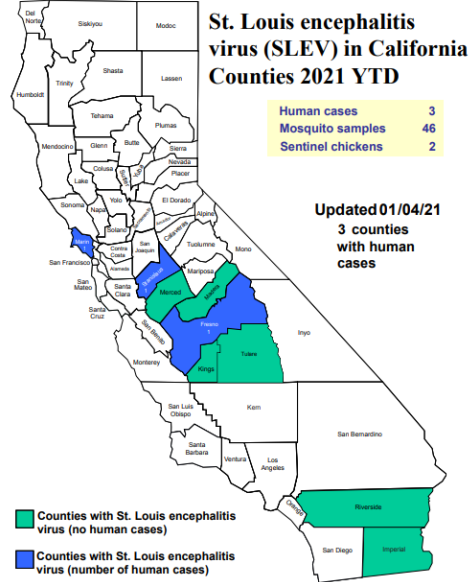 St. Louis encephalitis
virus (SLEV) in California
Counties 2021 YTD
Human cases 3
Mosquito samples 46
Sentinel chickens 2
Updated 01/04/21
3 counties
with human
cases
Del
Norte
Siskiyou
Modoc
Humboldt
Trinity
Shasta
Lassen
Tehama
Plumas
Mendocino
Glenn
Butte
Sierra
Nevada
Placer
Colusa
Sutter
Yuba
Lake
El Dorado
Sonoma
Napa
Yolo
Alpine
Solano
Calaveras
Marin
1
Contra
Costa
San
Joaquin
Tuolumne
Mono
San Francisco
Alameda
Stanislaus
Mariposa
San
Mateo
Santa
Clara
Merced
Madera
Santa
Cruz
San Benito
Fresno
Inyo
Monterey
Kings
Tulare
San Luis
Obispo
Kern
San Bernardino
Santa
Barbara
Ventura
Los
Angeles
Orange
Riverside
San Diego
Imperial
Counties with St. Louis encephalitis
virus (no human cases)
Counties with St. Louis encephalitis
virus (number of human cases)